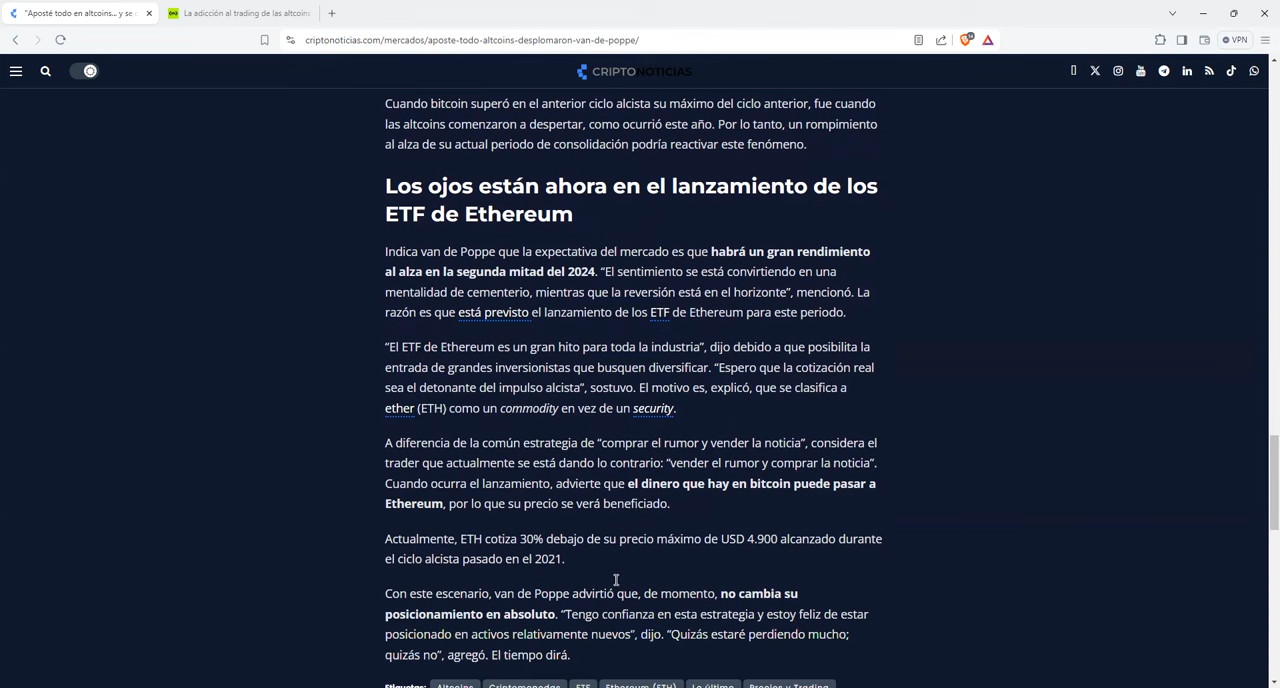 "Aposté todo en altcoins... y se
La adicción al trading de las altcoins
criptonoticias.com/mercados/aposte-todo-altcoins-desplomaron-van-de-poppe/
VPN
CRIPTONOTICIAS
Cuando bitcoin superó en el anterior ciclo alcista su máximo del ciclo anterior, fue cuando
las altcoins comenzaron a despertar, como ocurrió este año. Por lo tanto, un rompimiento
al alza de su actual periodo de consolidación podría reactivar este fenómeno.
Los ojos están ahora en el lanzamiento de los
ETF de Ethereum
Indica van de Poppe que la expectativa del mercado es que habrá un gran rendimiento
al alza en la segunda mitad del 2024. “El sentimiento se está convirtiendo en una
mentalidad de cementerio, mientras que la reversión está en el horizonte”, mencionó. La
razón es que está previsto el lanzamiento de los ETF de Ethereum para este periodo.
“El ETF de Ethereum es un gran hito para toda la industria”, dijo debido a que posibilita la
entrada de grandes inversionistas que busquen diversificar. “Espero que la cotización real
sea el detonante del impulso alcista”, sostuvo. El motivo es, explicó, que se clasifica a
ether (ETH) como un commodity en vez de un security.
A diferencia de la común estrategia de “comprar el rumor y vender la noticia”, considera el
trader que actualmente se está dando lo contrario: “vender el rumor y comprar la noticia”.
Cuando ocurra el lanzamiento, advierte que el dinero que hay en bitcoin puede pasar a
Ethereum, por lo que su precio se verá beneficiado.
Actualmente, ETH cotiza 30% debajo de su precio máximo de USD 4.900 alcanzado durante
el ciclo alcista pasado en el 2021.
Con este escenario, van de Poppe advirtió que, de momento, no cambia su
posicionamiento en absoluto. “Tengo confianza en esta estrategia y estoy feliz de estar
posicionado en activos relativamente nuevos”, dijo. “Quizás estaré perdiendo mucho;
quizás no”, agregó. El tiempo dirá.
Etiquetas: Altcoins Criptomonedas ETF Ethereum (ETH) Lo último Precios y Trading